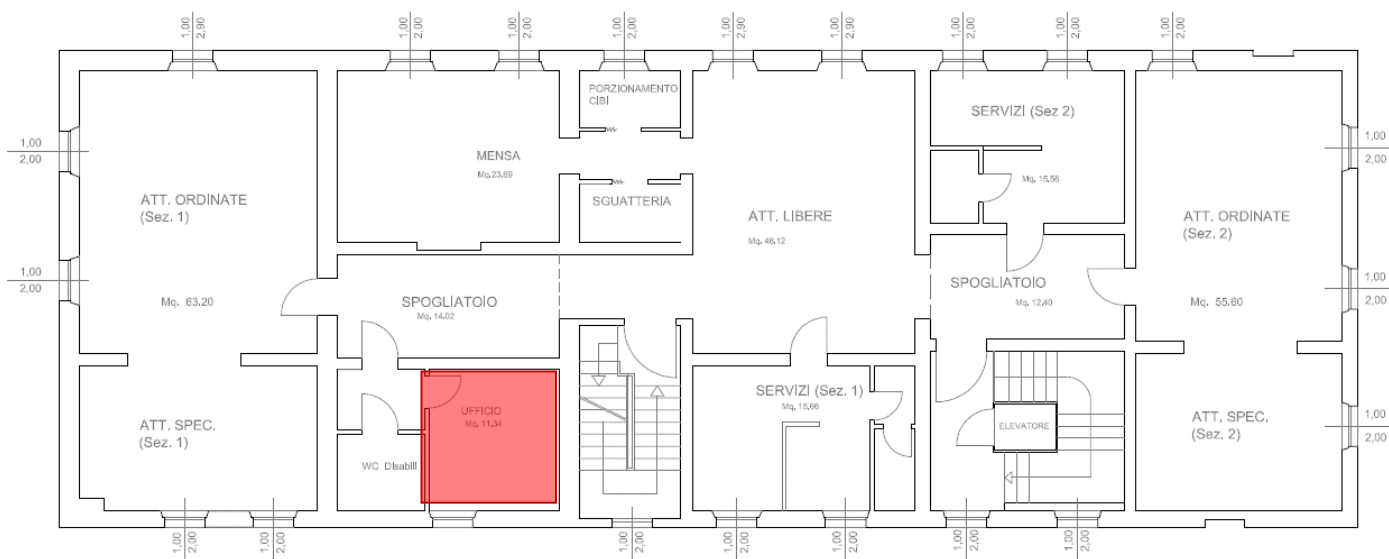 1,00
2,90
1,00
2,00
1,00
2,00
1,00
2,00
1,00
2,90
1,00
2,90
1,00
2,00
1,00
2,00
1,00
2,00
PORZIONAMENTO
CIBI
SERVIZI (Sez 2)
1,00
2,00
1,00
2,00
MENSA
Mq.23.69
Mq. 15.56
ATT. ORDINATE
(Sez. 1)
SGUATTERIA
ATT. LIBERE
Mq. 46.12
ATT. ORDINATE
(Sez. 2)
1,00
2,00
1,00
2,00
Mq. 63.20
SPOGLIATOIO
Mq. 14.02
SPOGLIATOIO
Mq. 12.40
Mq. 55.60
SERVIZI (Sez. 1)
Mq. 15.66
UFFICIO
Mq. 11.34
ATT. SPEC.
(Sez. 1)
ELEVATORE
ATT. SPEC.
(Sez. 2)
1,00
2,00
WC Disabili
1,00
2,00
1,00
2,00
1,00
2,00
1,00
2,00
1,00
2,00
1,00
2,00
1,00
2,00
1,00
2,00